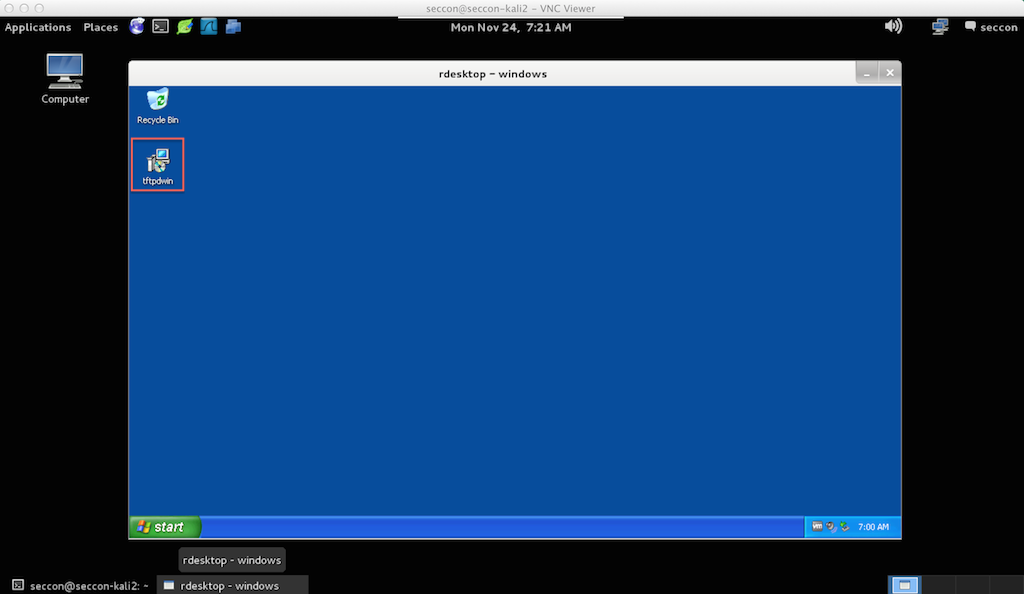 seccon@seccon-kali2 – VNC Viewer
Applications Places Mon Nov 24, 7:21 AM seccon
Computer
rdesktop - windows
Recycle Bin
tftpdwin
start 7:00 AM
rdesktop - windows
seccon@seccon-kali2: ~ rdesktop - windows